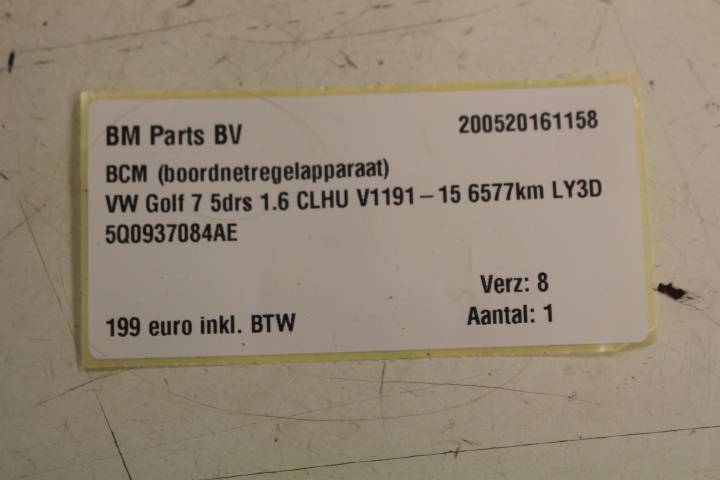 BM Parts BV 200520161158
BCM (boordnetregelapparaat)
VW Golf 7 5drs 1.6 CLHU V1191-15 6577km LY3D
5Q0937084AE
Verz: 8
199 euro inkl. BTW Aantal: 1